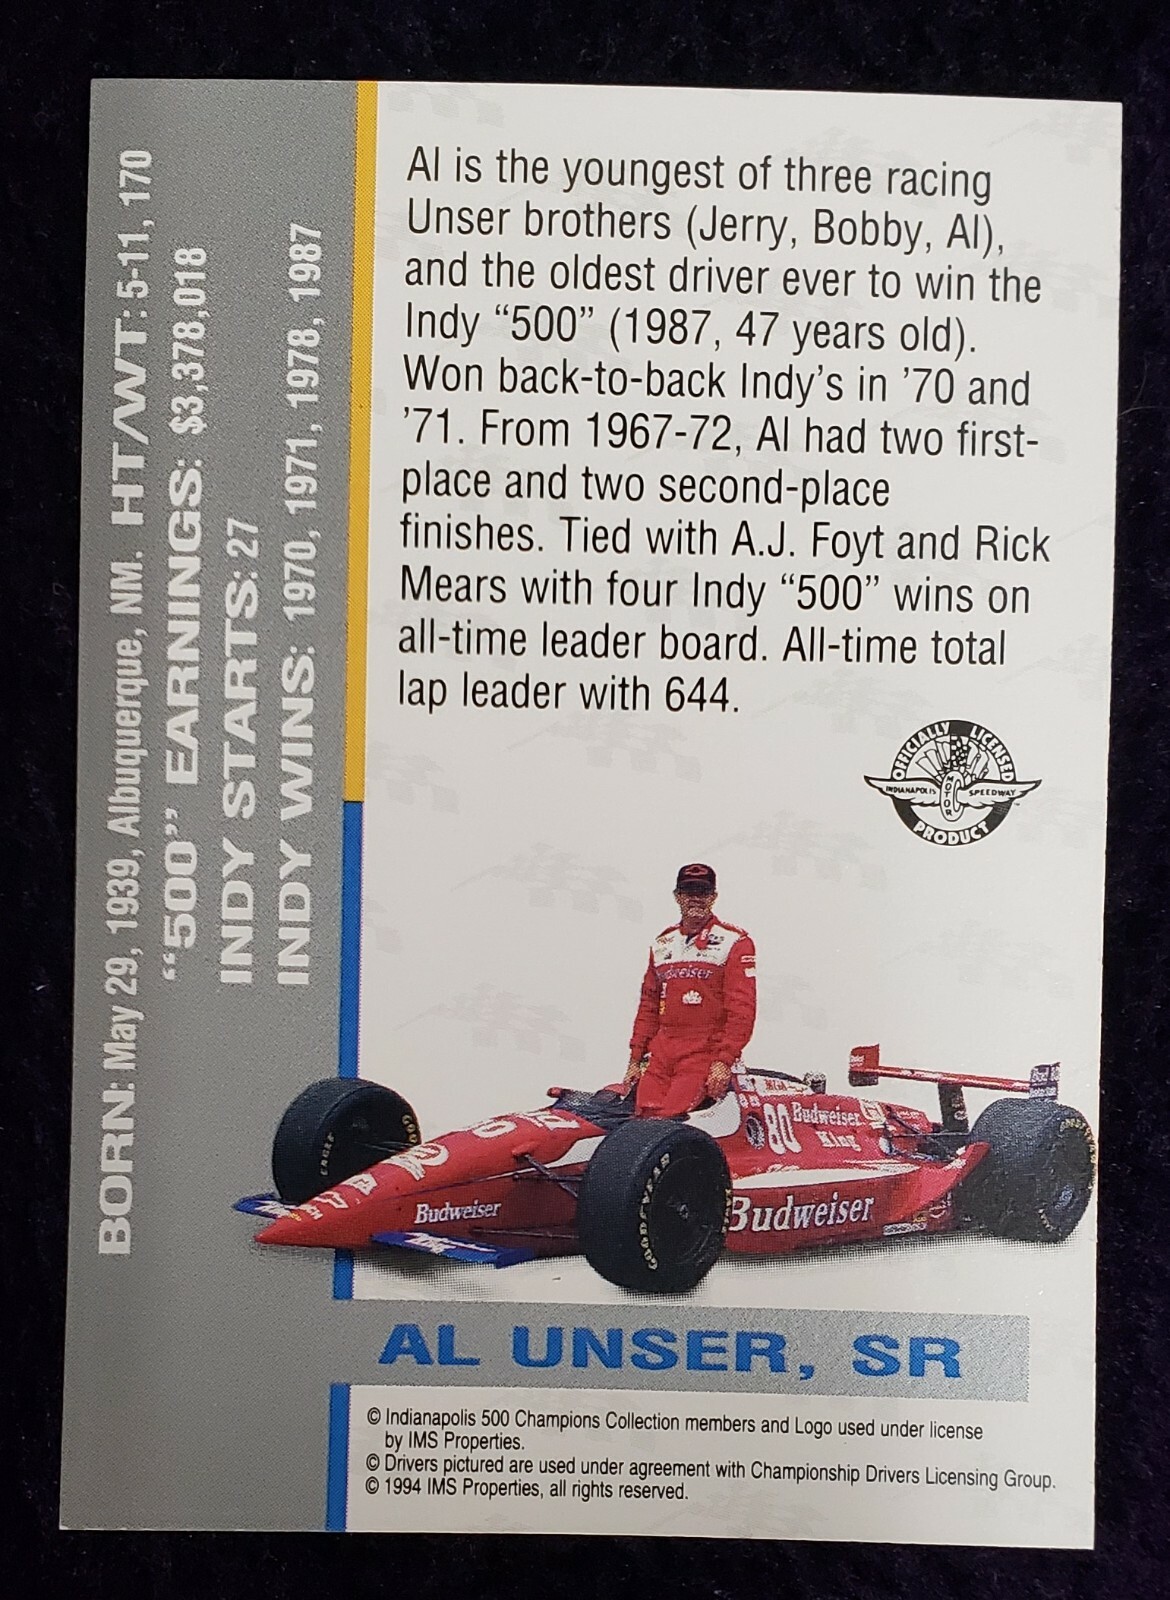 BORN: May 29, 1939, Albuquerque, NM. HT/WT: 5-11, 170
“500” EARNINGS: $3,378,018
INDY STARTS: 27
INDY WINS: 1970, 1971, 1978, 1987
Al is the youngest of three racing
Unser brothers (Jerry, Bobby, Al),
and the oldest driver ever to win the
Indy “500” (1987, 47 years old).
Won back-to-back Indy’s in ’70 and
’71. From 1967-72, Al had two first-
place and two second-place
finishes. Tied with A.J. Foyt and Rick
Mears with four Indy “500” wins on
all-time leader board. All-time total
lap leader with 644.
OFFICIALLY LICENSED
INDIANAPOLIS MOTOR SPEEDWAY
PRODUCT
Budweiser
80 Budweiser
King
EAGLE
GOODYEAR
Budweiser
Budweiser
AL UNSER, SR
© Indianapolis 500 Champions Collection members and Logo used under license
by IMS Properties.
© Drivers pictured are used under agreement with Championship Drivers Licensing Group.
© 1994 IMS Properties, all rights reserved.